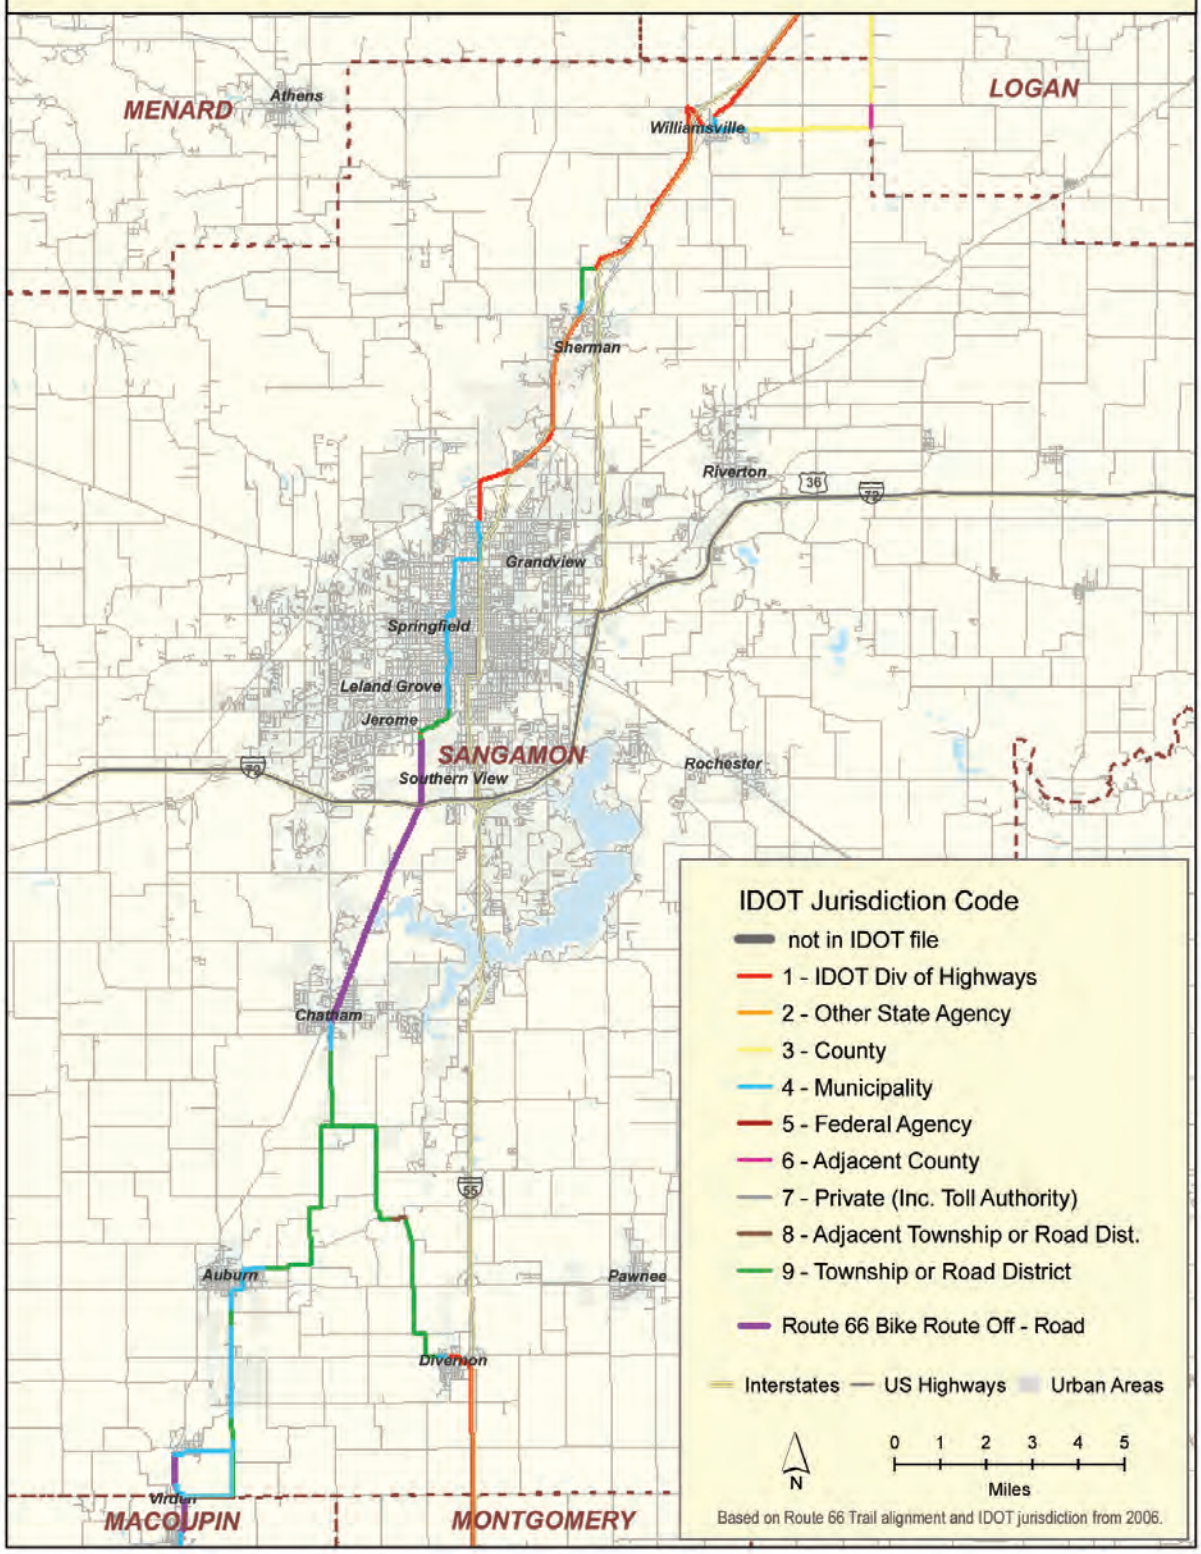 MENARD
Athens
LOGAN
Williamsville
Sherman
Riverton
36
72
Grandview
Springfield
Leland Grove
Jerome
SANGAMON
72
Southern View
Rochester
Chatham
55
Auburn
Pawnee
Divernon
Virden
MACOUPIN
MONTGOMERY
IDOT Jurisdiction Code
not in IDOT file
1 - IDOT Div of Highways
2 - Other State Agency
3 - County
4 - Municipality
5 - Federal Agency
6 - Adjacent County
7 - Private (Inc. Toll Authority)
8 - Adjacent Township or Road Dist.
9 - Township or Road District
Route 66 Bike Route Off - Road
Interstates US Highways Urban Areas
0 1 2 3 4 5
N
Miles
Based on Route 66 Trail alignment and IDOT jurisdiction from 2006.